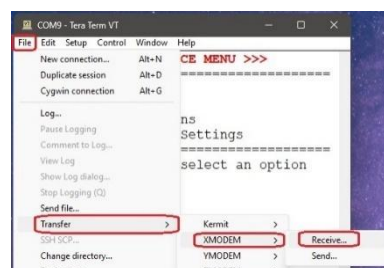 COM9 - Tera Term VT
File Edit Setup Control Window Help
New connection... Alt+N
Duplicate session Alt+D
Cygwin connection Alt+G
Log...
Pause Logging
Comment to Log...
View Log
Show Log dialog...
Stop Logging (Q)
Send file...
Transfer >
SSH SCP...
Change directory...
CE MENU >>>
====================
ns
Settings
====================
select an option
Kermit >
XMODEM >
YMODEM >
Receive...
Send...